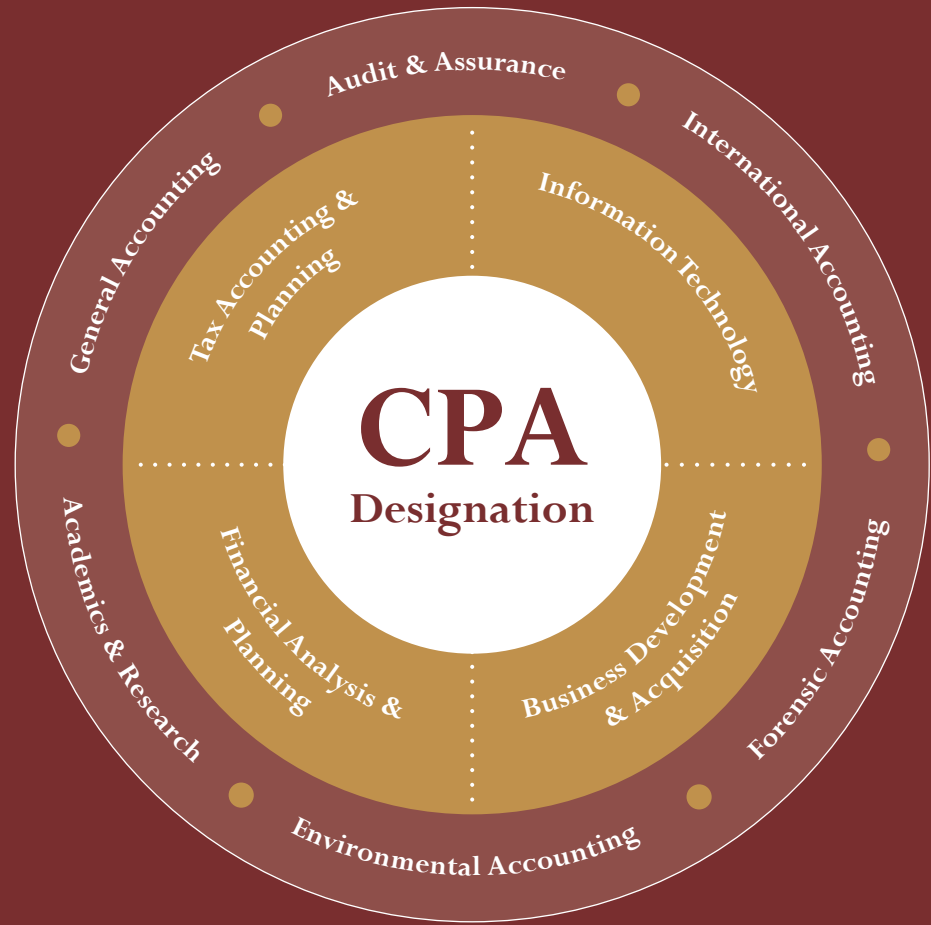 Audit & Assurance
International Accounting
Forensic Accounting
Environmental Accounting
Academics & Research
General Accounting
Tax Accounting &
Planning
Information Technology
Business Development
& Acquisition
Financial Analysis &
Planning
CPA
Designation